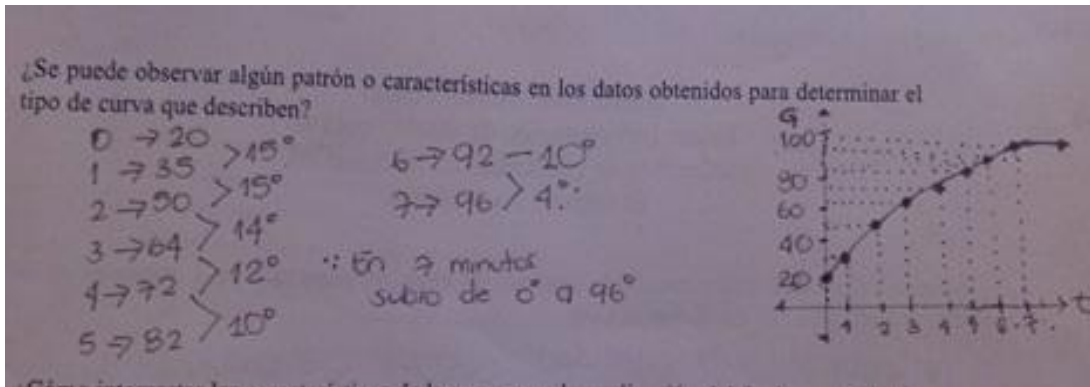 ¿Se puede observar algún patrón o características en los datos obtenidos para determinar el
tipo de curva que describen?
0 → 20
> 15°
1 → 35
> 15°
2 → 50
> 14°
3 → 64
> 12°
4 → 72
> 10°
5 → 82
6 → 92 - 10°
7 → 96 > 4°.
∵ En 7 minutos
subio de 0° a 96°
G
100
80
60
40
20
1 2 3 4 5 6 7
t